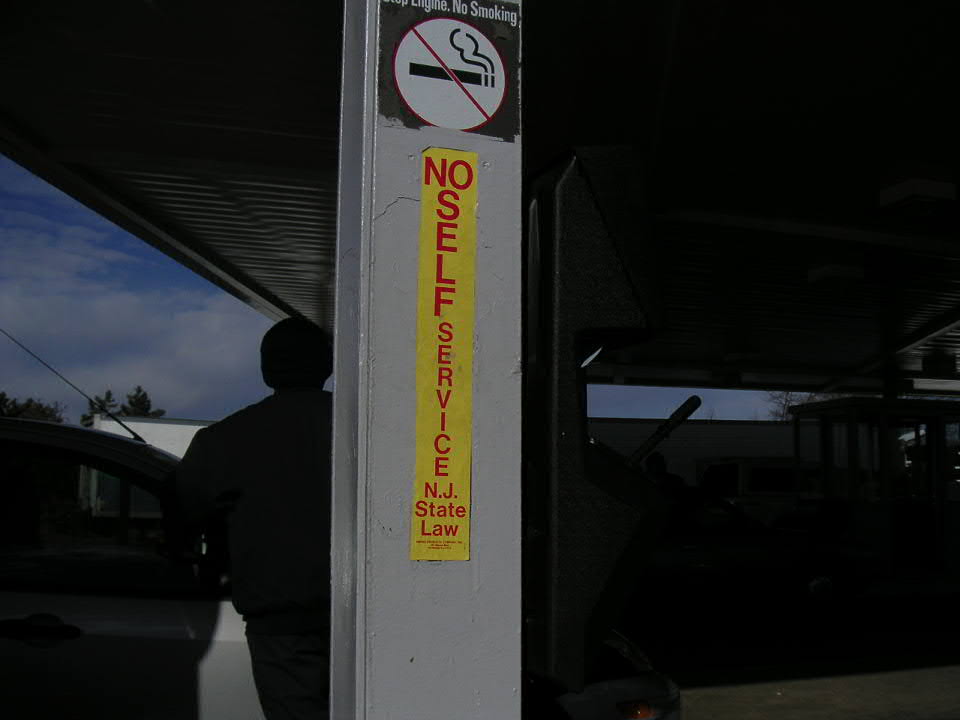 Stop Engine. No Smoking
NO
SELF
SERVICE
N.J.
State
Law